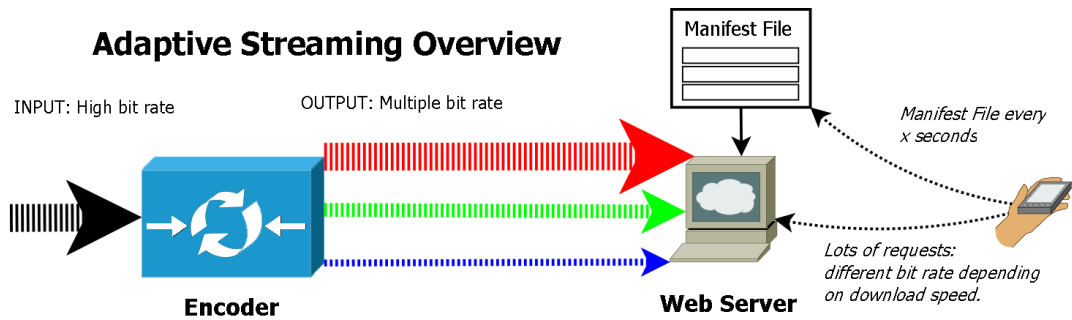 Adaptive Streaming Overview
Manifest File
INPUT: High bit rate
OUTPUT: Multiple bit rate
Manifest File every
x seconds
Lots of requests:
different bit rate depending
on download speed.
Encoder
Web Server